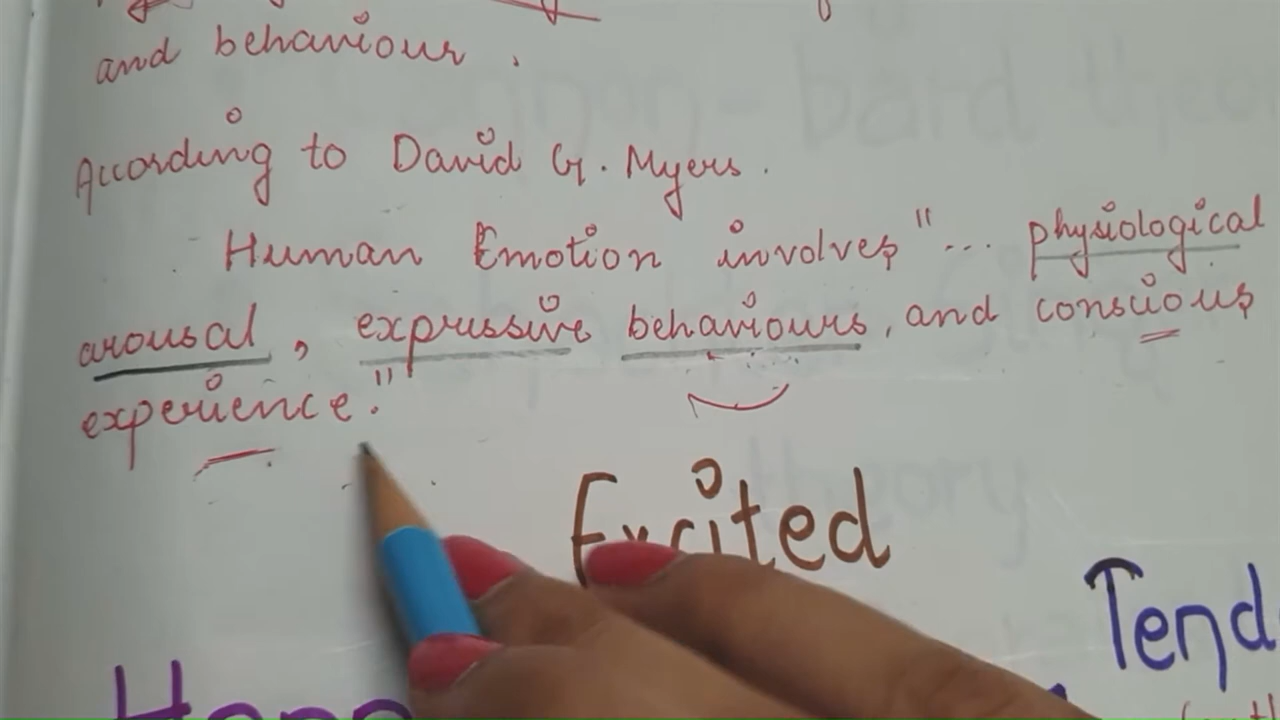 and behaviour.
According to David G. Myers.
Human Emotion involves "... physiological
arousal, expressive behaviours, and conscious
experience."
Excited
Tend